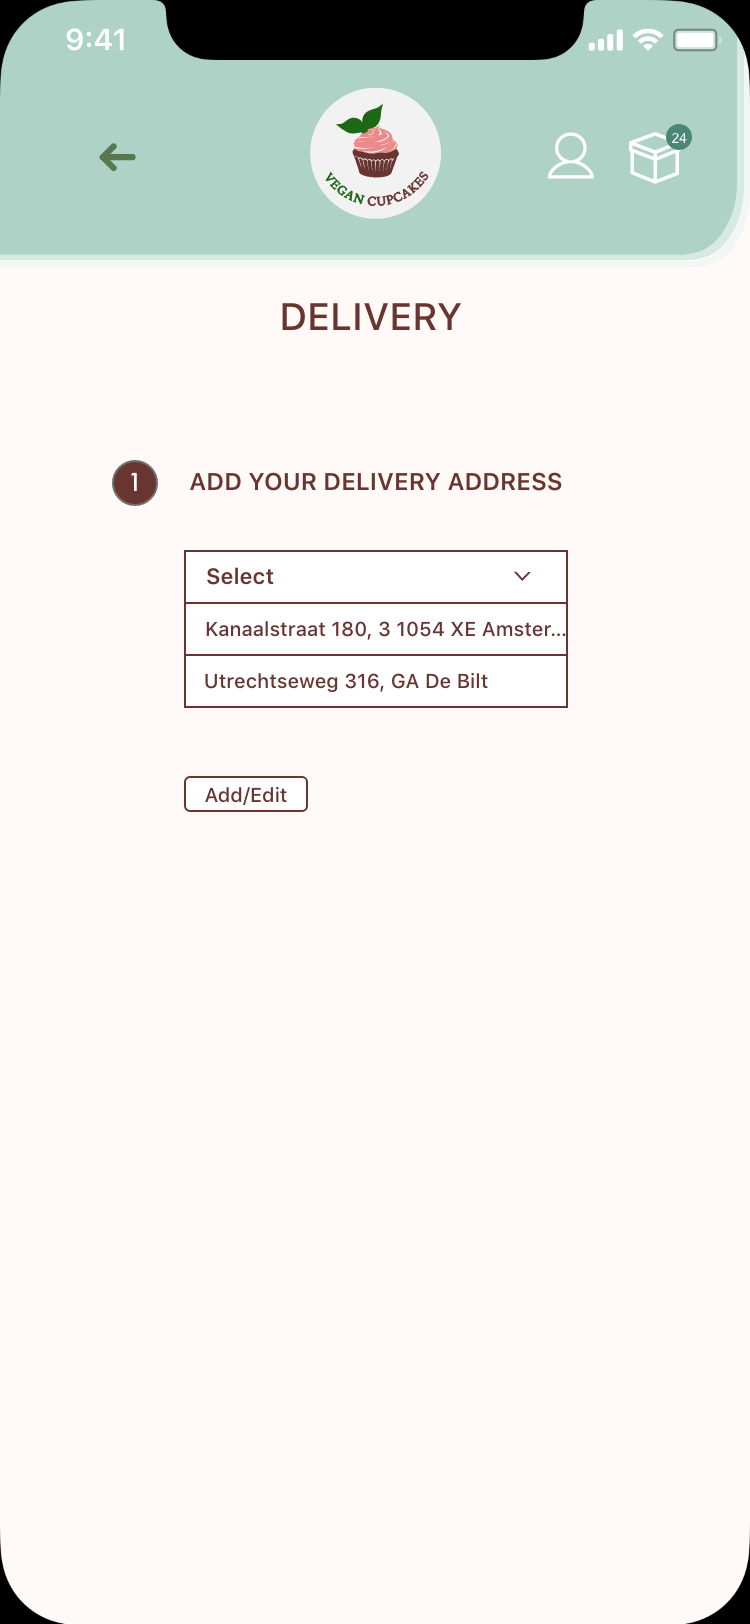 9:41
24
VEGAN CUPCAKES
DELIVERY
1
ADD YOUR DELIVERY ADDRESS
Select
Kanaalstraat 180, 3 1054 XE Amster...
Utrechtseweg 316, GA De Bilt
Add/Edit